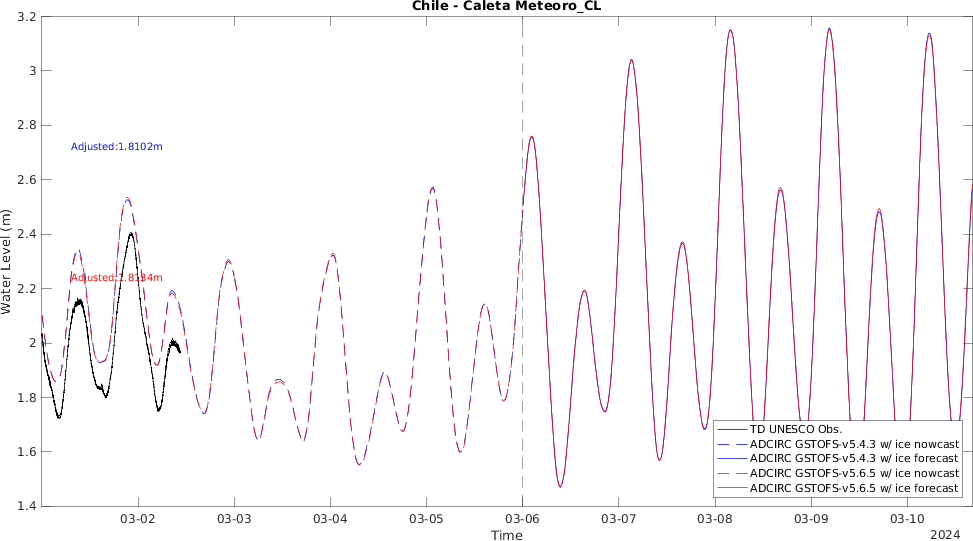 Chile - Caleta Meteoro_CL
3.2
3
2.8
2.6
2.4
2.2
2
1.8
1.6
1.4
Water Level (m)
Adjusted:1.8102m
Adjusted:1.8134m
TD UNESCO Obs.
ADCIRC GSTOFS-v5.4.3 w/ ice nowcast
ADCIRC GSTOFS-v5.4.3 w/ ice forecast
ADCIRC GSTOFS-v5.6.5 w/ ice nowcast
ADCIRC GSTOFS-v5.6.5 w/ ice forecast
03-02 03-03 03-04 03-05 03-06 03-07 03-08 03-09 03-10
Time
2024